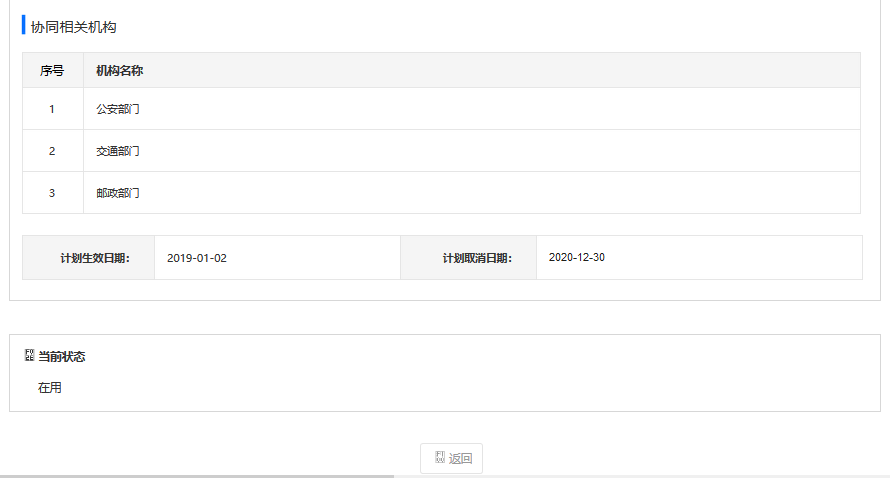 协同相关机构
序号 机构名称
1 公安部门
2 交通部门
3 邮政部门
计划生效日期： 2019-01-02 计划取消日期： 2020-12-30
当前状态
在用
返回